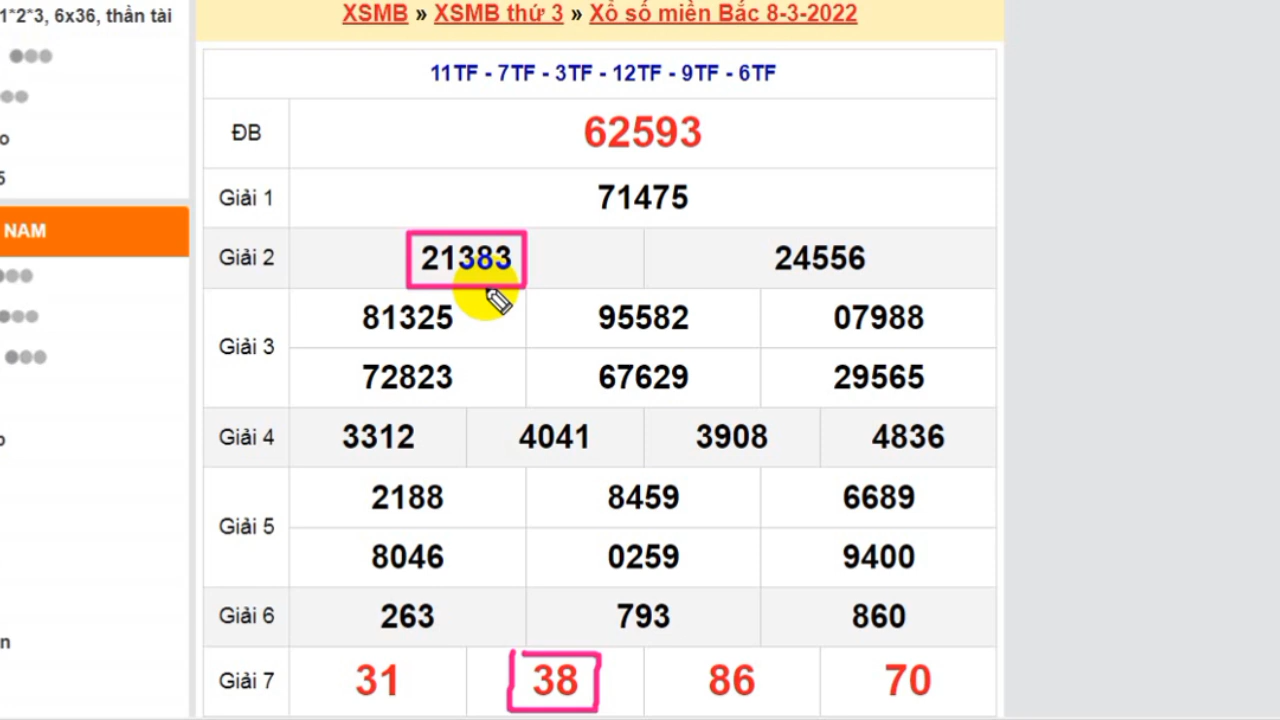 1*2*3, 6x36, thần tài
XSMB » XSMB thứ 3 » Xổ số miền Bắc 8-3-2022
11TF - 7TF - 3TF - 12TF - 9TF - 6TF
ĐB 62593
Giải 1 71475
NAM
Giải 2 21383 24556
Giải 3
81325 95582 07988
72823 67629 29565
Giải 4 3312 4041 3908 4836
Giải 5
2188 8459 6689
8046 0259 9400
Giải 6 263 793 860
Giải 7 31 38 86 70